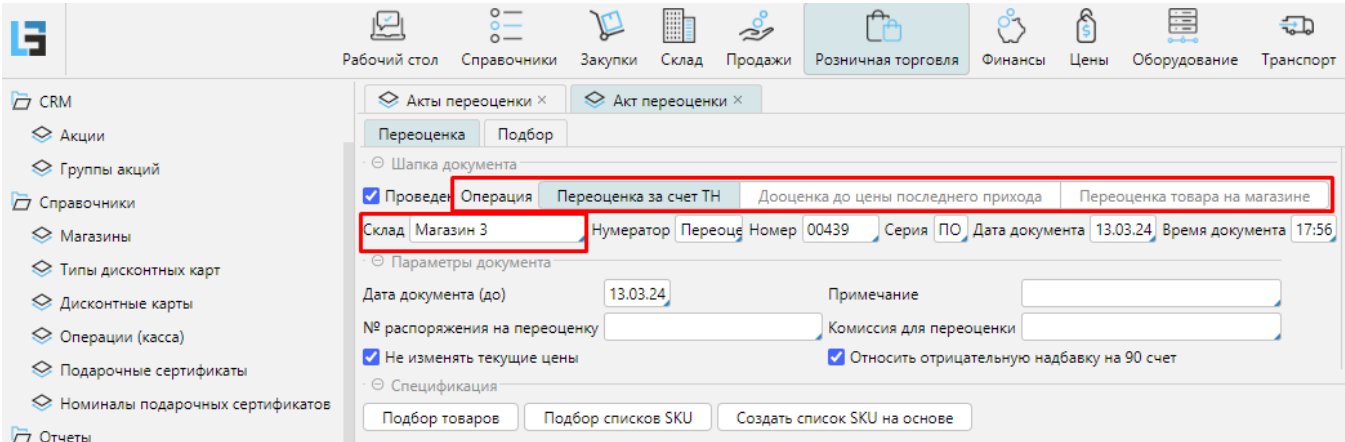 Рабочий стол Справочники Закупки Склад Продажи Розничная торговля Финансы Цены Оборудование Транспорт
CRM
Акции
Группы акций
Справочники
Магазины
Типы дисконтных карт
Дисконтные карты
Операции (касса)
Подарочные сертификаты
Номиналы подарочных сертификатов
Отчеты
Акты переоценки × Акт переоценки ×
Переоценка Подбор
Шапка документа
Проведен Операция Переоценка за счет ТН Дооценка до цены последнего прихода Переоценка товара на магазине
Склад Магазин 3 Нумератор Переоце Номер 00439 Серия ПО Дата документа 13.03.24 Время документа 17:56
Параметры документа
Дата документа (до) 13.03.24 Примечание
№ распоряжения на переоценку Комиссия для переоценки
Не изменять текущие цены Относить отрицательную надбавку на 90 счет
Спецификация
Подбор товаров Подбор списков SKU Создать список SKU на основе